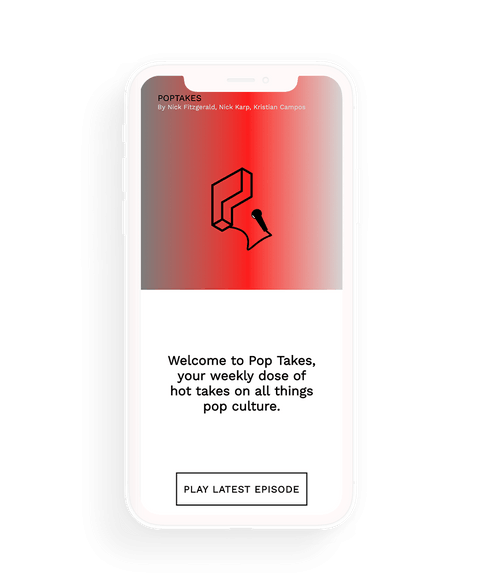 POPTAKES
By Nick Fitzgerald, Nick Karp, Kristian Campos
Welcome to Pop Takes,
your weekly dose of
hot takes on all things
pop culture.
PLAY LATEST EPISODE